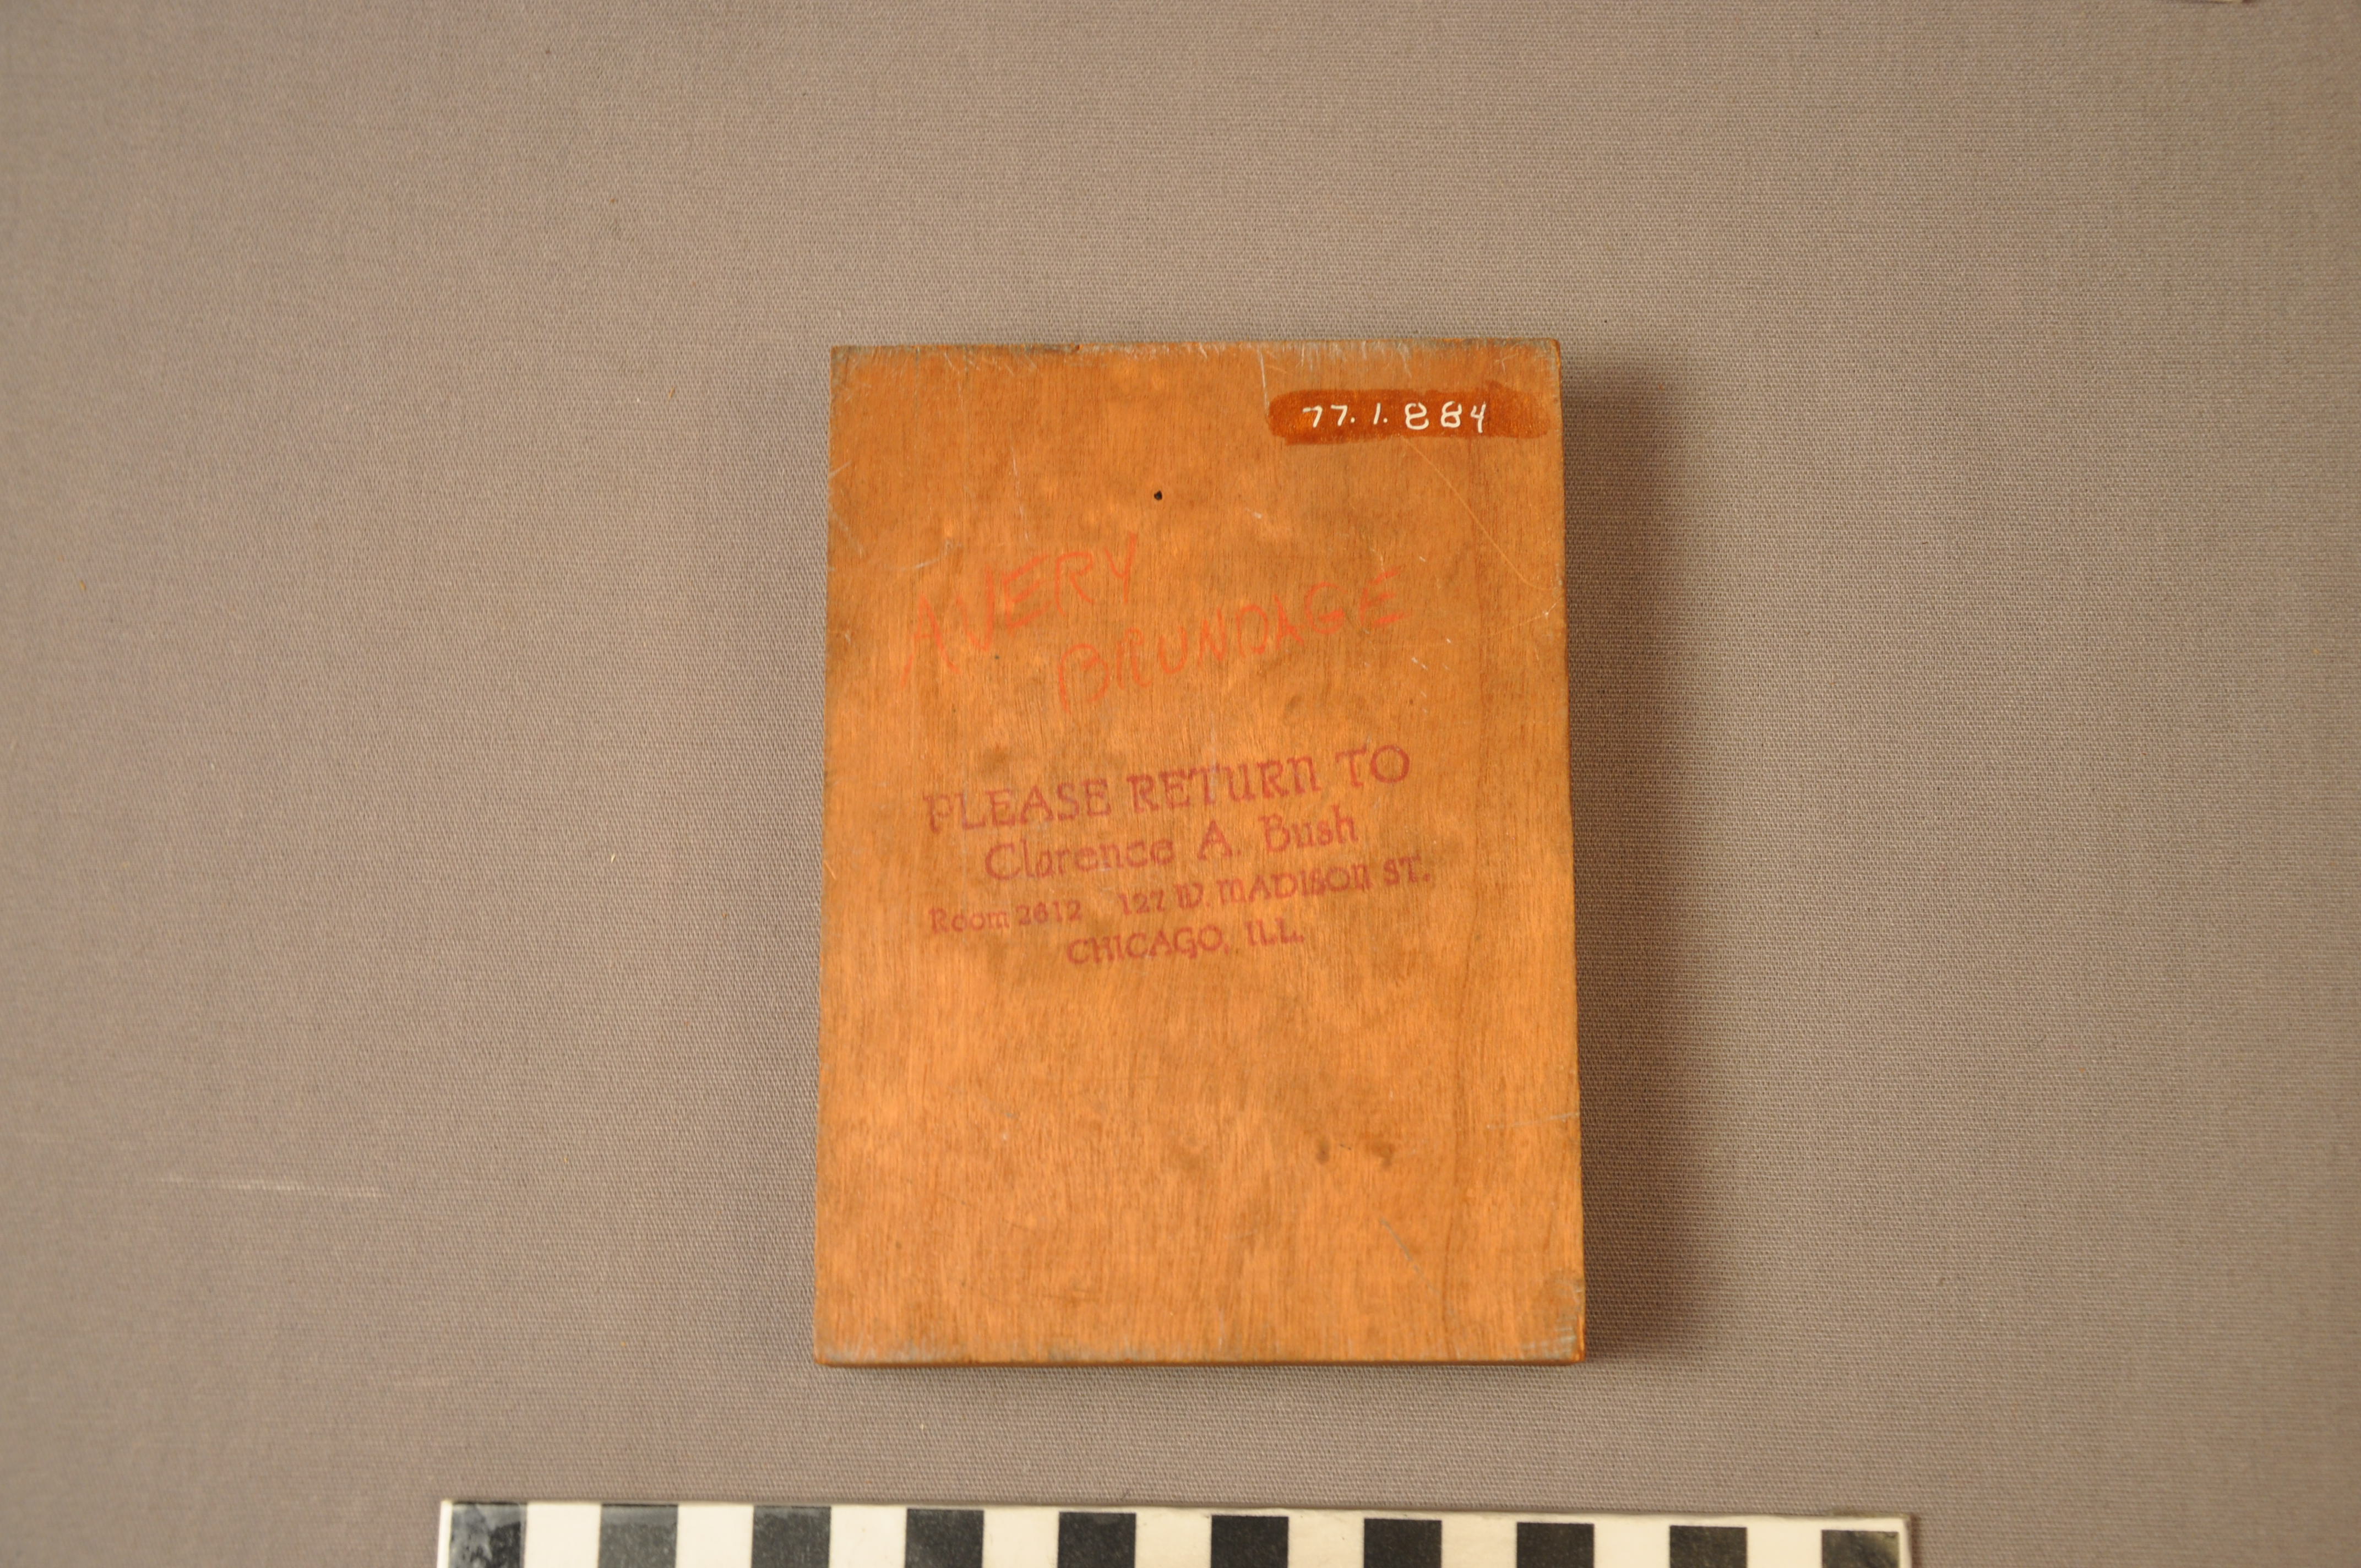 77.1.884
AVERY
BRUNDAGE
PLEASE RETURN TO
Clarence A. Bush
Room 2612 127 W. MADISON ST.
CHICAGO, ILL.